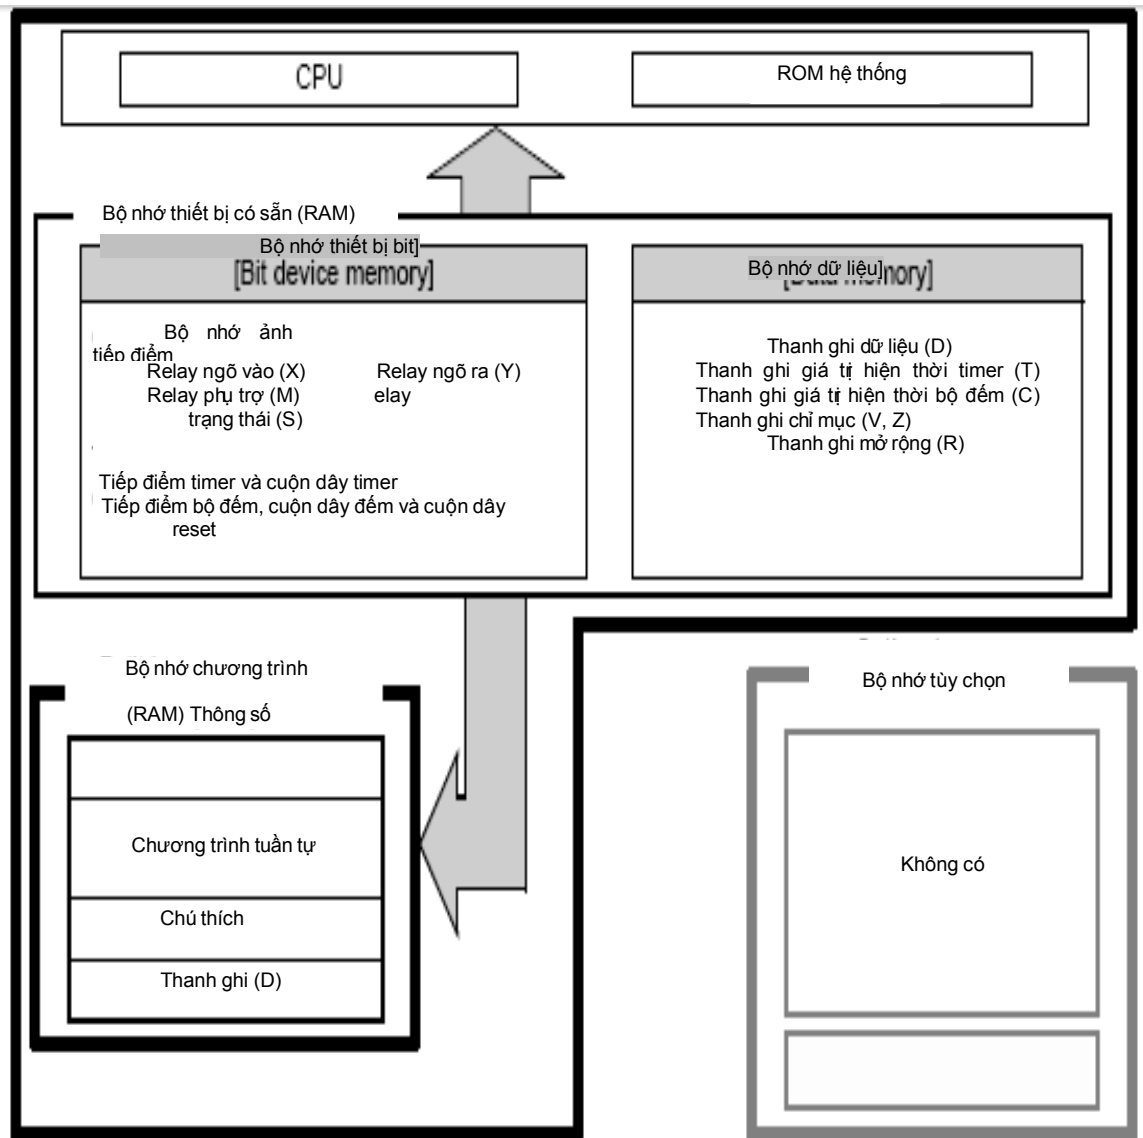 CPU
ROM hệ thống
Bộ nhớ thiết bị có sẵn (RAM)
Bộ nhớ thiết bị bit]
[Bit device memory]
Bộ nhớ dữ liệu]
Bộ nhớ ảnh
tiếp điểm
Relay ngõ vào (X) Relay ngõ ra (Y)
Relay phụ trợ (M) elay
trạng thái (S)
Tiếp điểm timer và cuộn dây timer
Tiếp điểm bộ đếm, cuộn dây đếm và cuộn dây
reset
Thanh ghi dữ liệu (D)
Thanh ghi giá trị hiện thời timer (T)
Thanh ghi giá trị hiện thời bộ đếm (C)
Thanh ghi chỉ mục (V, Z)
Thanh ghi mở rộng (R)
Bộ nhớ chương trình
(RAM) Thông số
Chương trình tuần tự
Chú thích
Thanh ghi (D)
Bộ nhớ tùy chọn
Không có